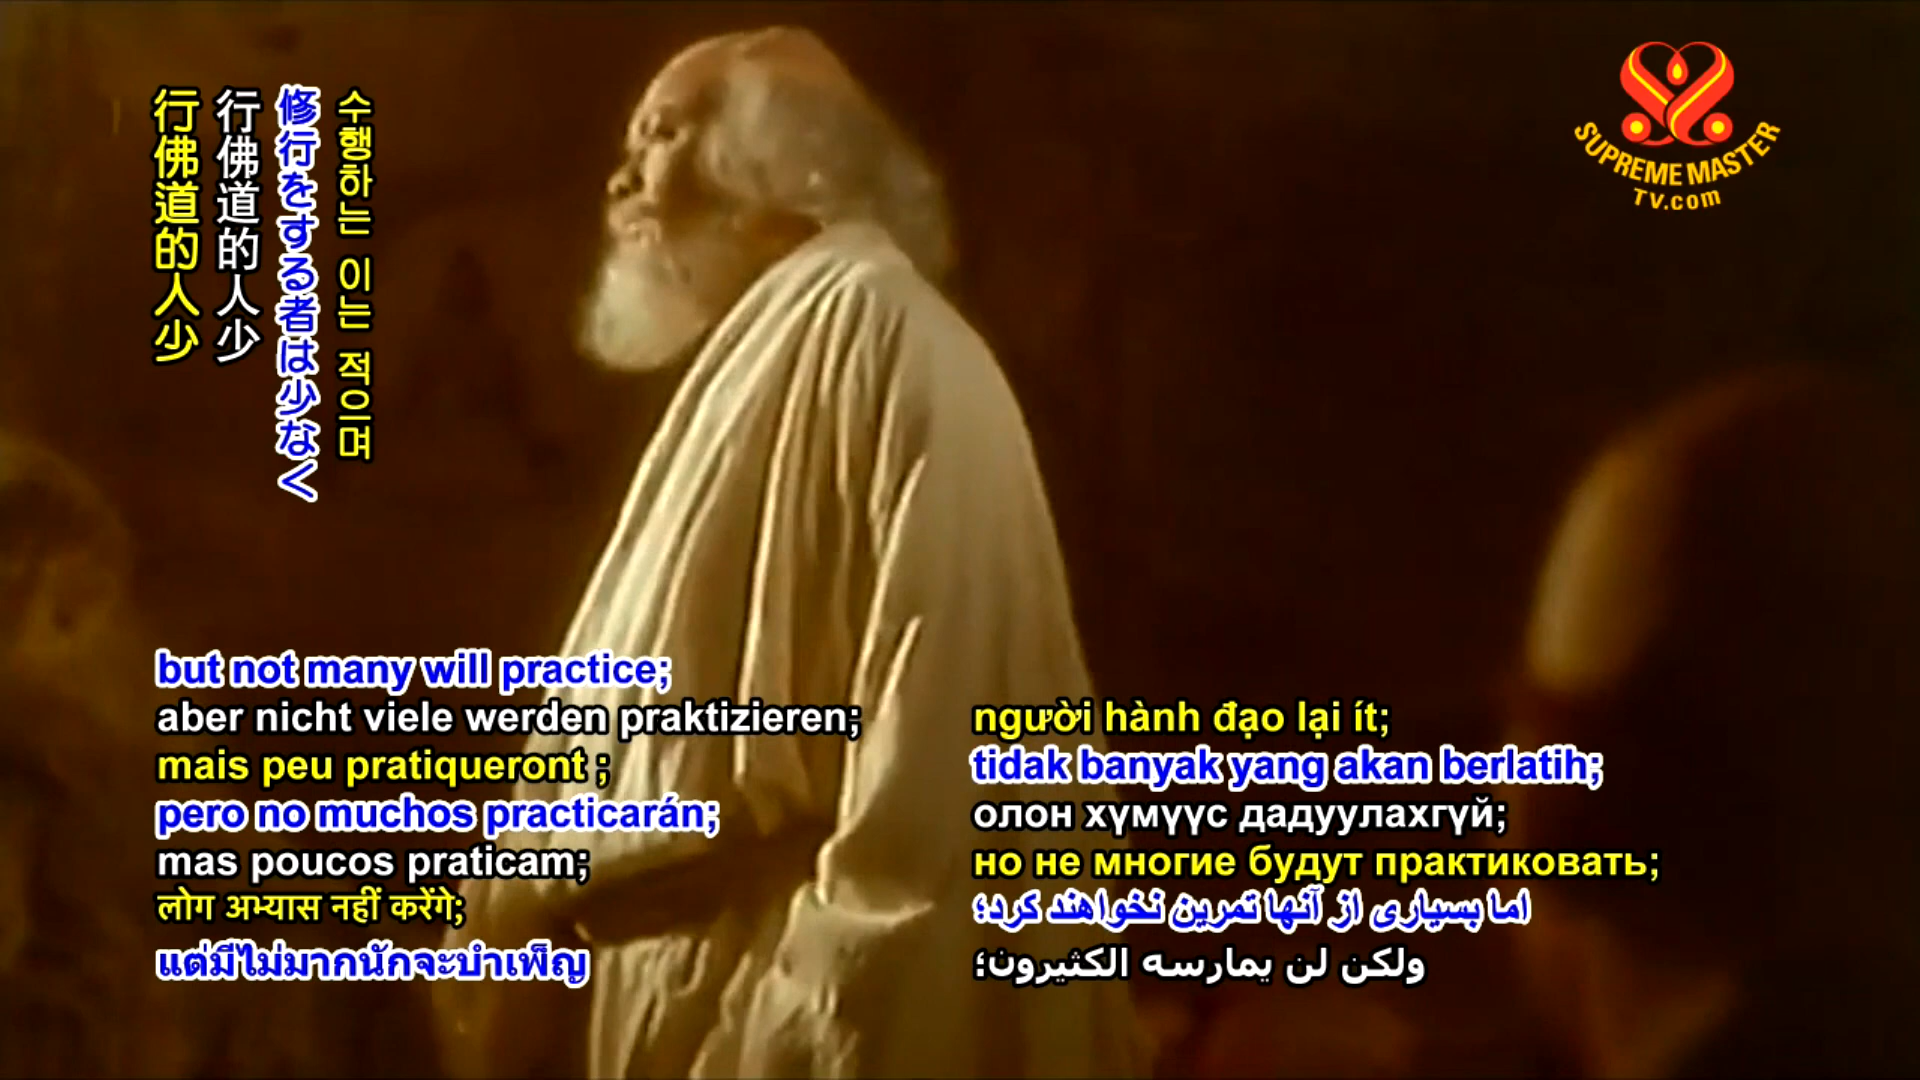 行佛道的人少
行佛道的人少
修行をする者は少なく
수행하는 이는 적으며
SUPREME MASTER
TV.com
but not many will practice;
aber nicht viele werden praktizieren;
mais peu pratiqueront ;
pero no muchos practicarán;
mas poucos praticam;
लोग अभ्यास नहीं करेंगे;
แต่มีไม่มากนักจะบำเพ็ญ
người hành đạo lại ít;
tidak banyak yang akan berlatih;
олон хүмүүс дадуулахгүй;
но не многие будут практиковать;
اما بسیاری از آنها تمرین نخواهند کرد؛
ولكن لن يمارسه الكثيرون؛